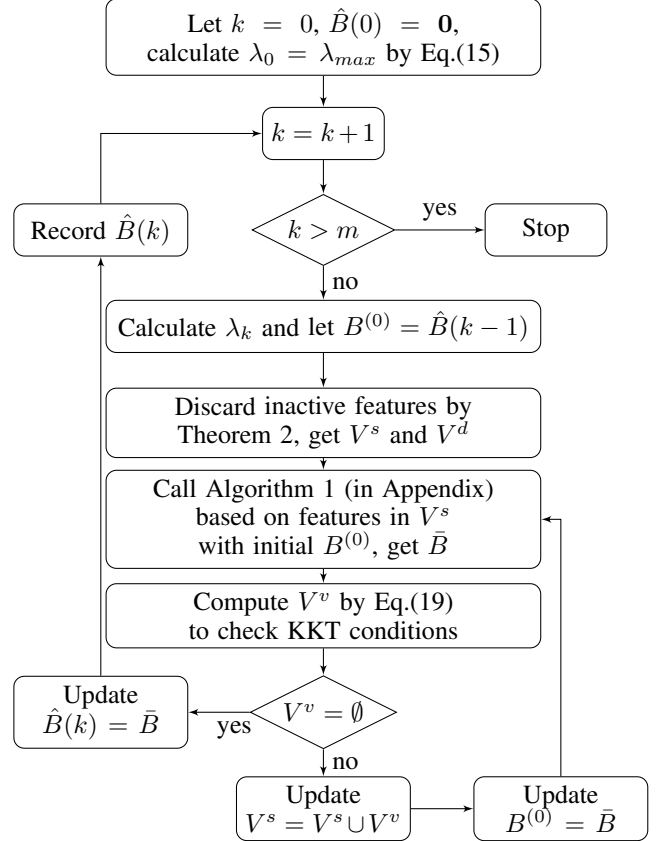 Let k = 0, B̂(0) = 𝟎,
calculate λ₀ = λₘₐₓ by Eq.(15)
k = k + 1
Record B̂(k)
k > m
yes
Stop
no
Calculate λₖ and let B⁽⁰⁾ = B̂(k − 1)
Discard inactive features by
Theorem 2, get Vˢ and Vᵈ
Call Algorithm 1 (in Appendix)
based on features in Vˢ
with initial B⁽⁰⁾, get B̄
Compute Vᵛ by Eq.(19)
to check KKT conditions
Update
B̂(k) = B̄
yes
Vᵛ = ∅
no
Update
Vˢ = Vˢ ∪ Vᵛ
Update
B⁽⁰⁾ = B̄